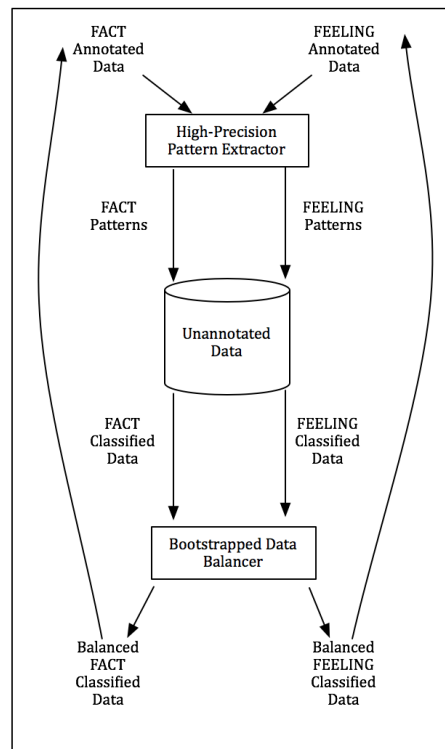 FACT
Annotated
Data
FEELING
Annotated
Data
High-Precision
Pattern Extractor
FACT
Patterns
FEELING
Patterns
Unannotated
Data
FACT
Classified
Data
FEELING
Classified
Data
Bootstrapped Data
Balancer
Balanced
FACT
Classified
Data
Balanced
FEELING
Classified
Data